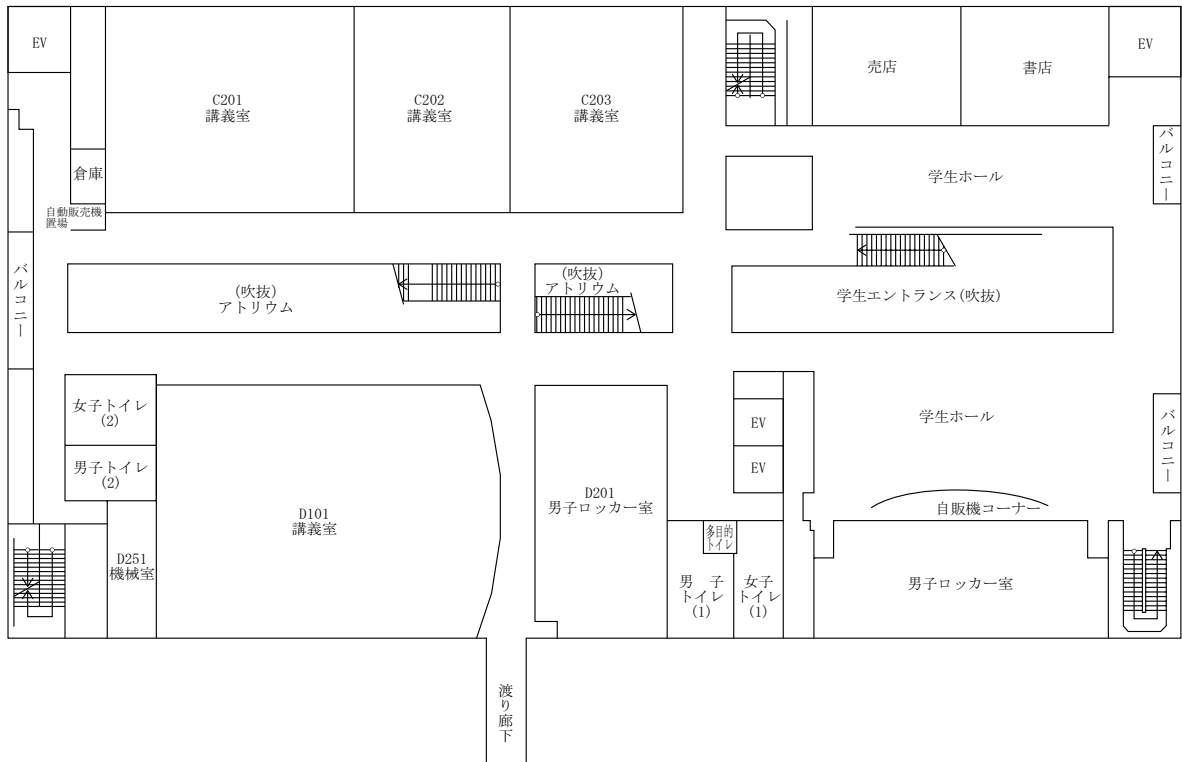 EV
C201
講義室
C202
講義室
C203
講義室
売店
書店
EV
倉庫
自動販売機
置場
バルコニー
学生ホール
バルコニー
(吹抜)
アトリウム
(吹抜)
アトリウム
学生エントランス(吹抜)
女子トイレ
(2)
男子トイレ
(2)
D101
講義室
D201
男子ロッカー室
EV
EV
学生ホール
バルコニー
自販機コーナー
D251
機械室
多目的
トイレ
男 子
トイレ
(1)
女子
トイレ
(1)
男子ロッカー室
渡り廊下